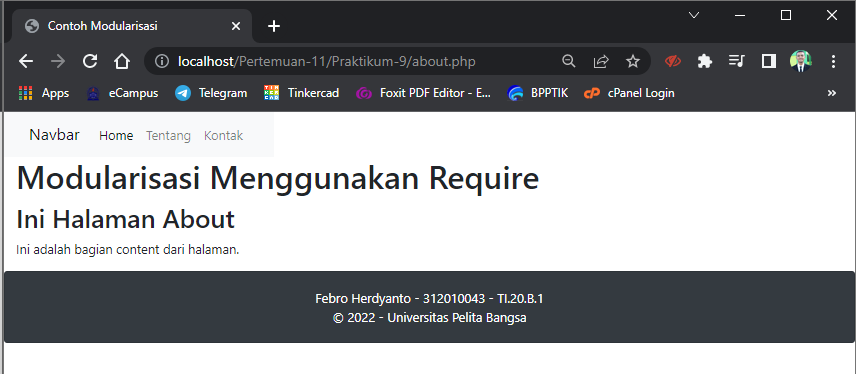 Contoh Modularisasi
localhost/Pertemuan-11/Praktikum-9/about.php
Apps eCampus Telegram Tinkercad Foxit PDF Editor - E... BPPTIK cPanel Login »
Navbar Home Tentang Kontak
Modularisasi Menggunakan Require
Ini Halaman About
Ini adalah bagian content dari halaman.
Febro Herdyanto - 312010043 - TI.20.B.1
© 2022 - Universitas Pelita Bangsa